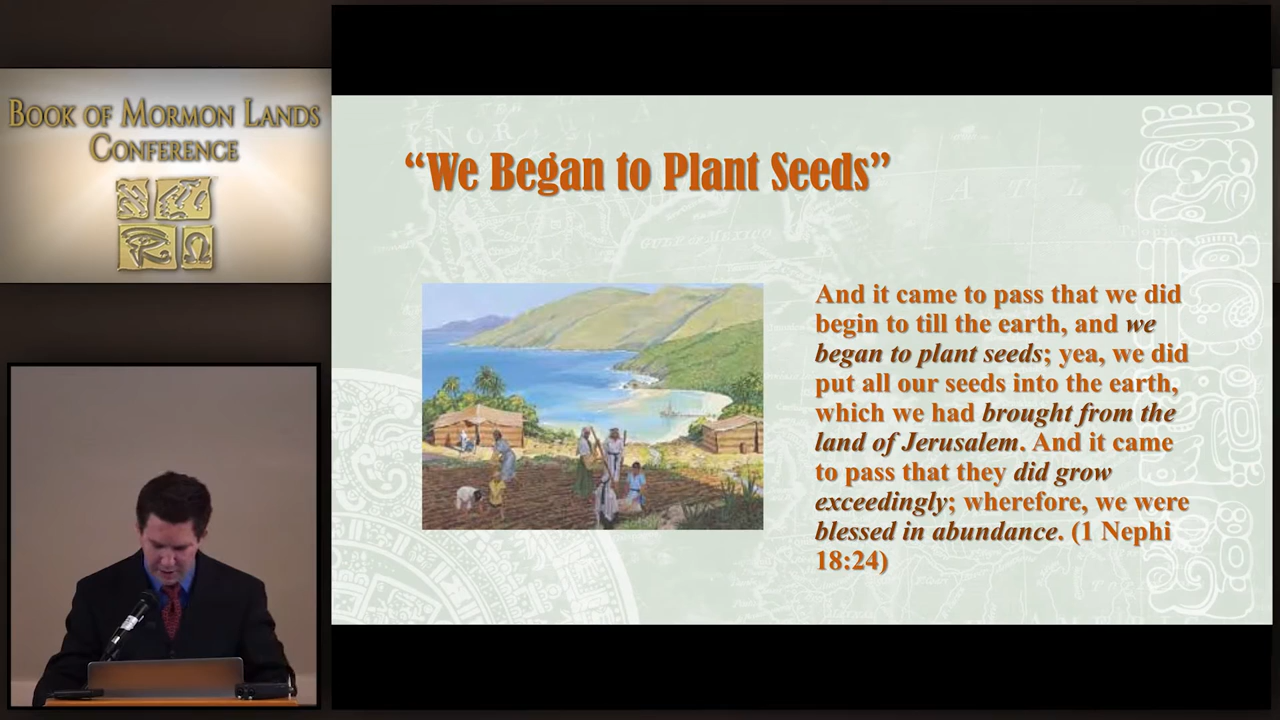 BOOK OF MORMON LANDS
CONFERENCE
“We Began to Plant Seeds”
And it came to pass that we did
begin to till the earth, and we
began to plant seeds; yea, we did
put all our seeds into the earth,
which we had brought from the
land of Jerusalem. And it came
to pass that they did grow
exceedingly; wherefore, we were
blessed in abundance. (1 Nephi
18:24)
GULF OF MEXICO